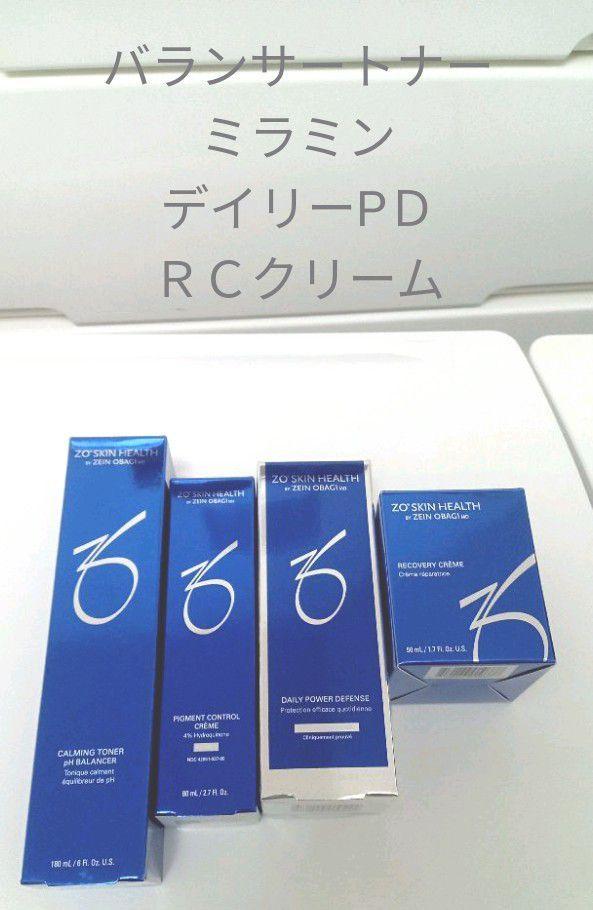 バランサートナー
ミラミン
デイリーPD
RCクリーム
ZO® SKIN HEALTH
BY ZEIN OBAGI MD
CALMING TONER
pH BALANCER
Tonique calmant
équilibreur de pH
180 mL / 6 Fl. Oz. U.S.
ZO® SKIN HEALTH
BY ZEIN OBAGI MD
PIGMENT CONTROL
CRÈME
4% Hydroquinone
80 mL / 2.7 Fl. Oz.
ZO® SKIN HEALTH
BY ZEIN OBAGI MD
DAILY POWER DEFENSE
Protection efficace quotidienne
Cliniquement prouvé
ZO® SKIN HEALTH
BY ZEIN OBAGI MD
RECOVERY CRÈME
Crème réparatrice
50 mL / 1.7 Fl. Oz. U.S.